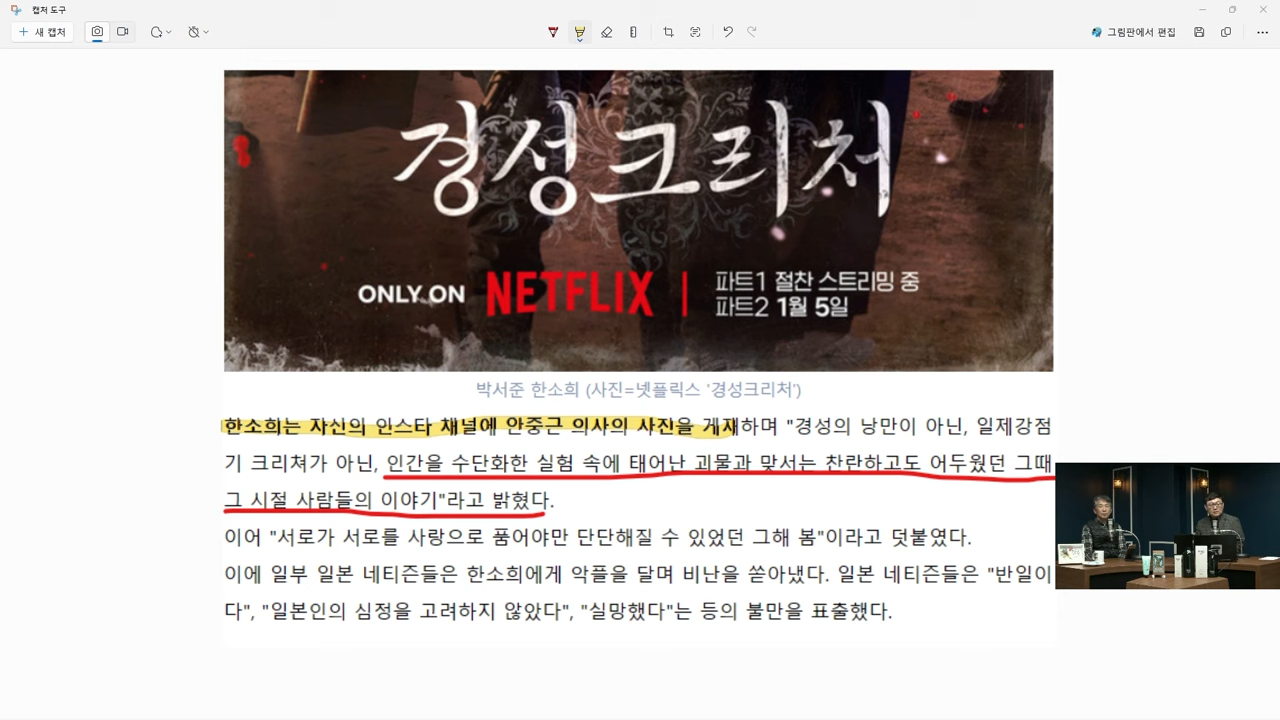 캡처 도구
새 캡처
그림판에서 편집
경성크리처
ONLY ON NETFLIX
파트1 절찬 스트리밍 중
파트2 1월 5일
박서준 한소희 (사진=넷플릭스 '경성크리처')
한소희는 자신의 인스타 채널에 안중근 의사의 사진을 게재하며 "경성의 낭만이 아닌, 일제강점
기 크리쳐가 아닌, 인간을 수단화한 실험 속에 태어난 괴물과 맞서는 찬란하고도 어두웠던 그때
그 시절 사람들의 이야기"라고 밝혔다.
이어 "서로가 서로를 사랑으로 품어야만 단단해질 수 있었던 그해 봄"이라고 덧붙였다.
이에 일부 일본 네티즌들은 한소희에게 악플을 달며 비난을 쏟아냈다. 일본 네티즌들은 "반일이
다", "일본인의 심정을 고려하지 않았다", "실망했다"는 등의 불만을 표출했다.